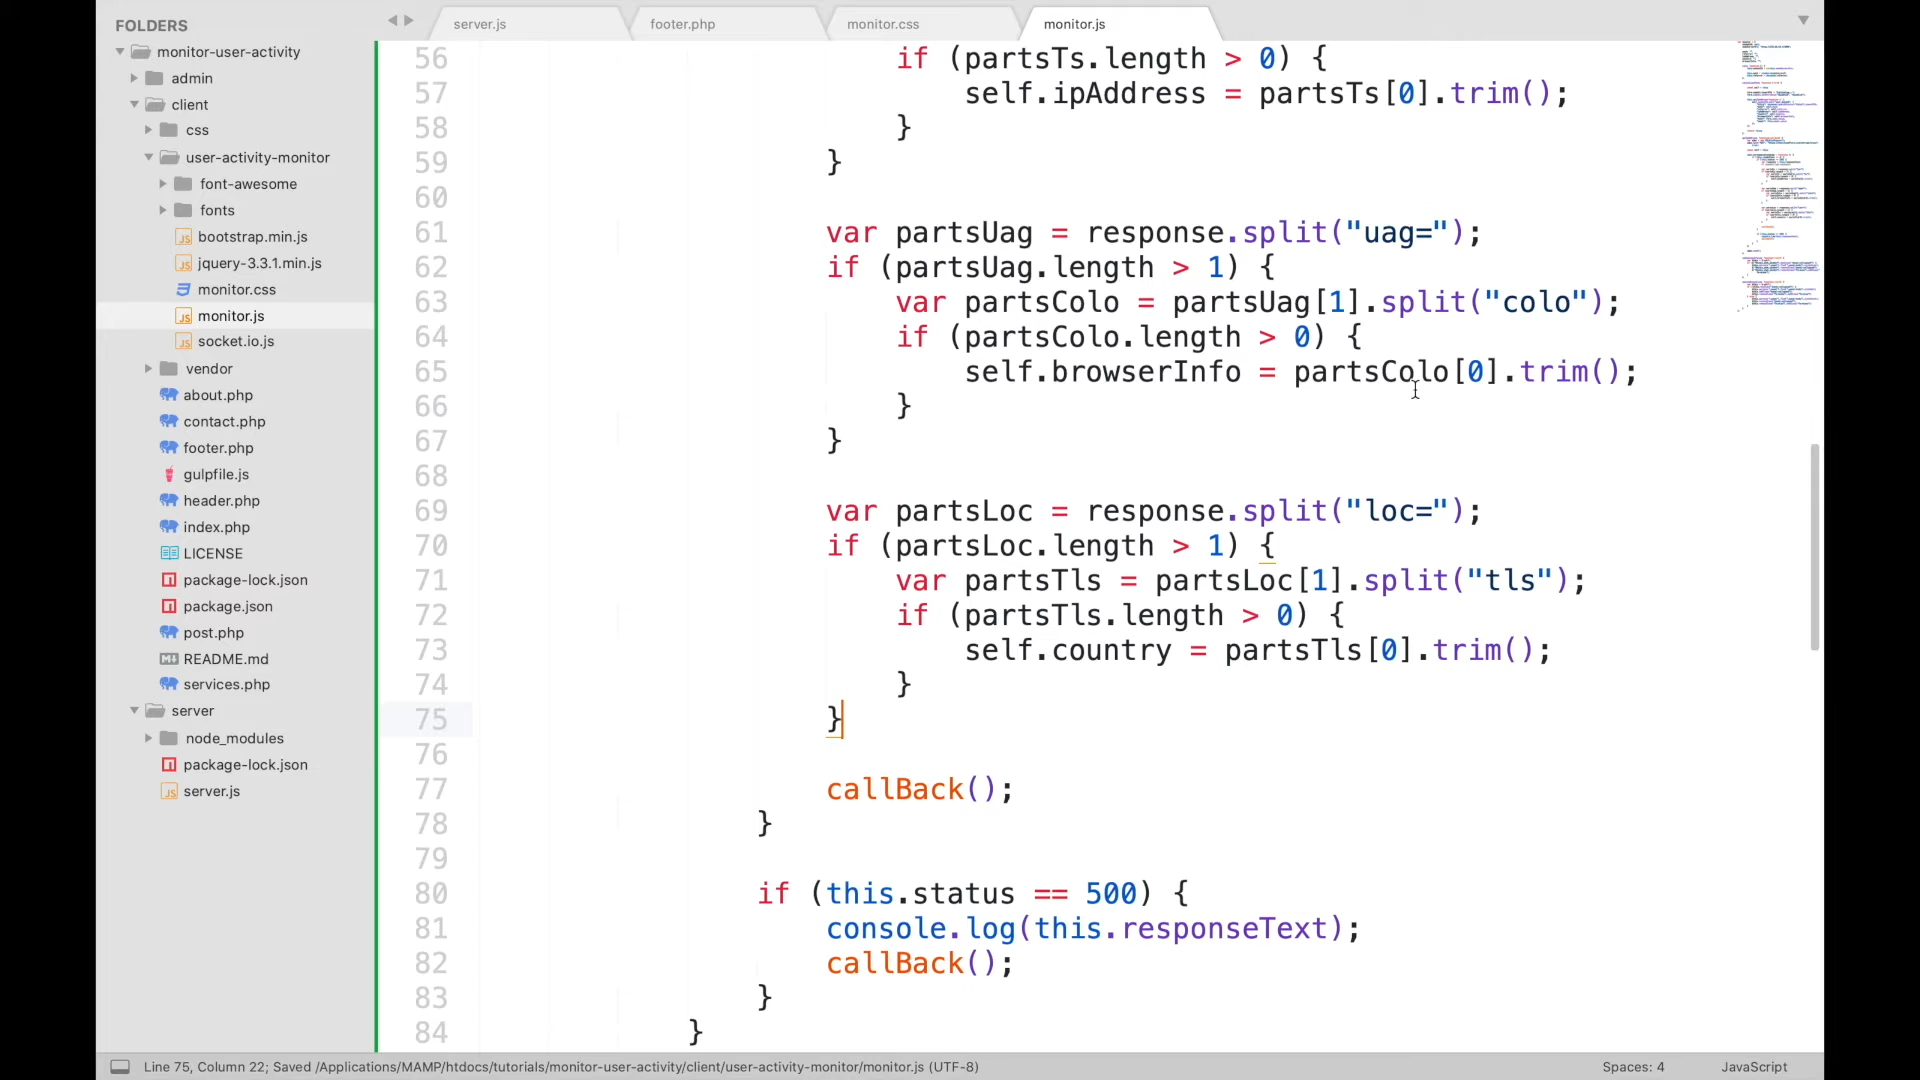 FOLDERS
monitor-user-activity
admin
client
css
user-activity-monitor
font-awesome
fonts
bootstrap.min.js
jquery-3.3.1.min.js
monitor.css
monitor.js
socket.io.js
vendor
about.php
contact.php
footer.php
gulpfile.js
header.php
index.php
LICENSE
package-lock.json
package.json
post.php
README.md
services.php
server
node_modules
package-lock.json
server.js
server.js footer.php monitor.css monitor.js
56 if (partsTs.length > 0) {
57 self.ipAddress = partsTs[0].trim();
58 }
59 }
60
61 var partsUag = response.split("uag=");
62 if (partsUag.length > 1) {
63 var partsColo = partsUag[1].split("colo");
64 if (partsColo.length > 0) {
65 self.browserInfo = partsColo[0].trim();
66 }
67 }
68
69 var partsLoc = response.split("loc=");
70 if (partsLoc.length > 1) {
71 var partsTls = partsLoc[1].split("tls");
72 if (partsTls.length > 0) {
73 self.country = partsTls[0].trim();
74 }
75 }
76
77 callBack();
78 }
79
80 if (this.status == 500) {
81 console.log(this.responseText);
82 callBack();
83 }
84 }
Line 75, Column 22; Saved /Applications/MAMP/htdocs/tutorials/monitor-user-activity/client/user-activity-monitor/monitor.js (UTF-8) Spaces: 4 JavaScript